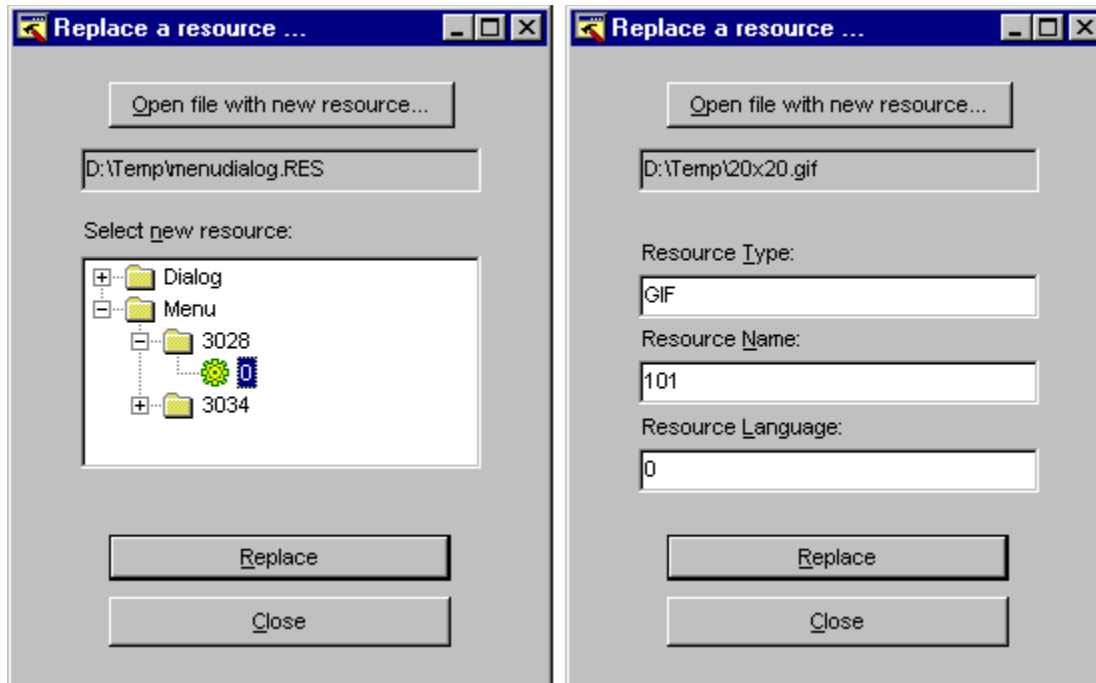 Replace a resource ...
Open file with new resource...
D:\Temp\menudialog.RES
Select new resource:
Dialog
Menu
3028
0
3034
Replace
Close
Replace a resource ...
Open file with new resource...
D:\Temp\20x20.gif
Resource Type:
GIF
Resource Name:
101
Resource Language:
0
Replace
Close